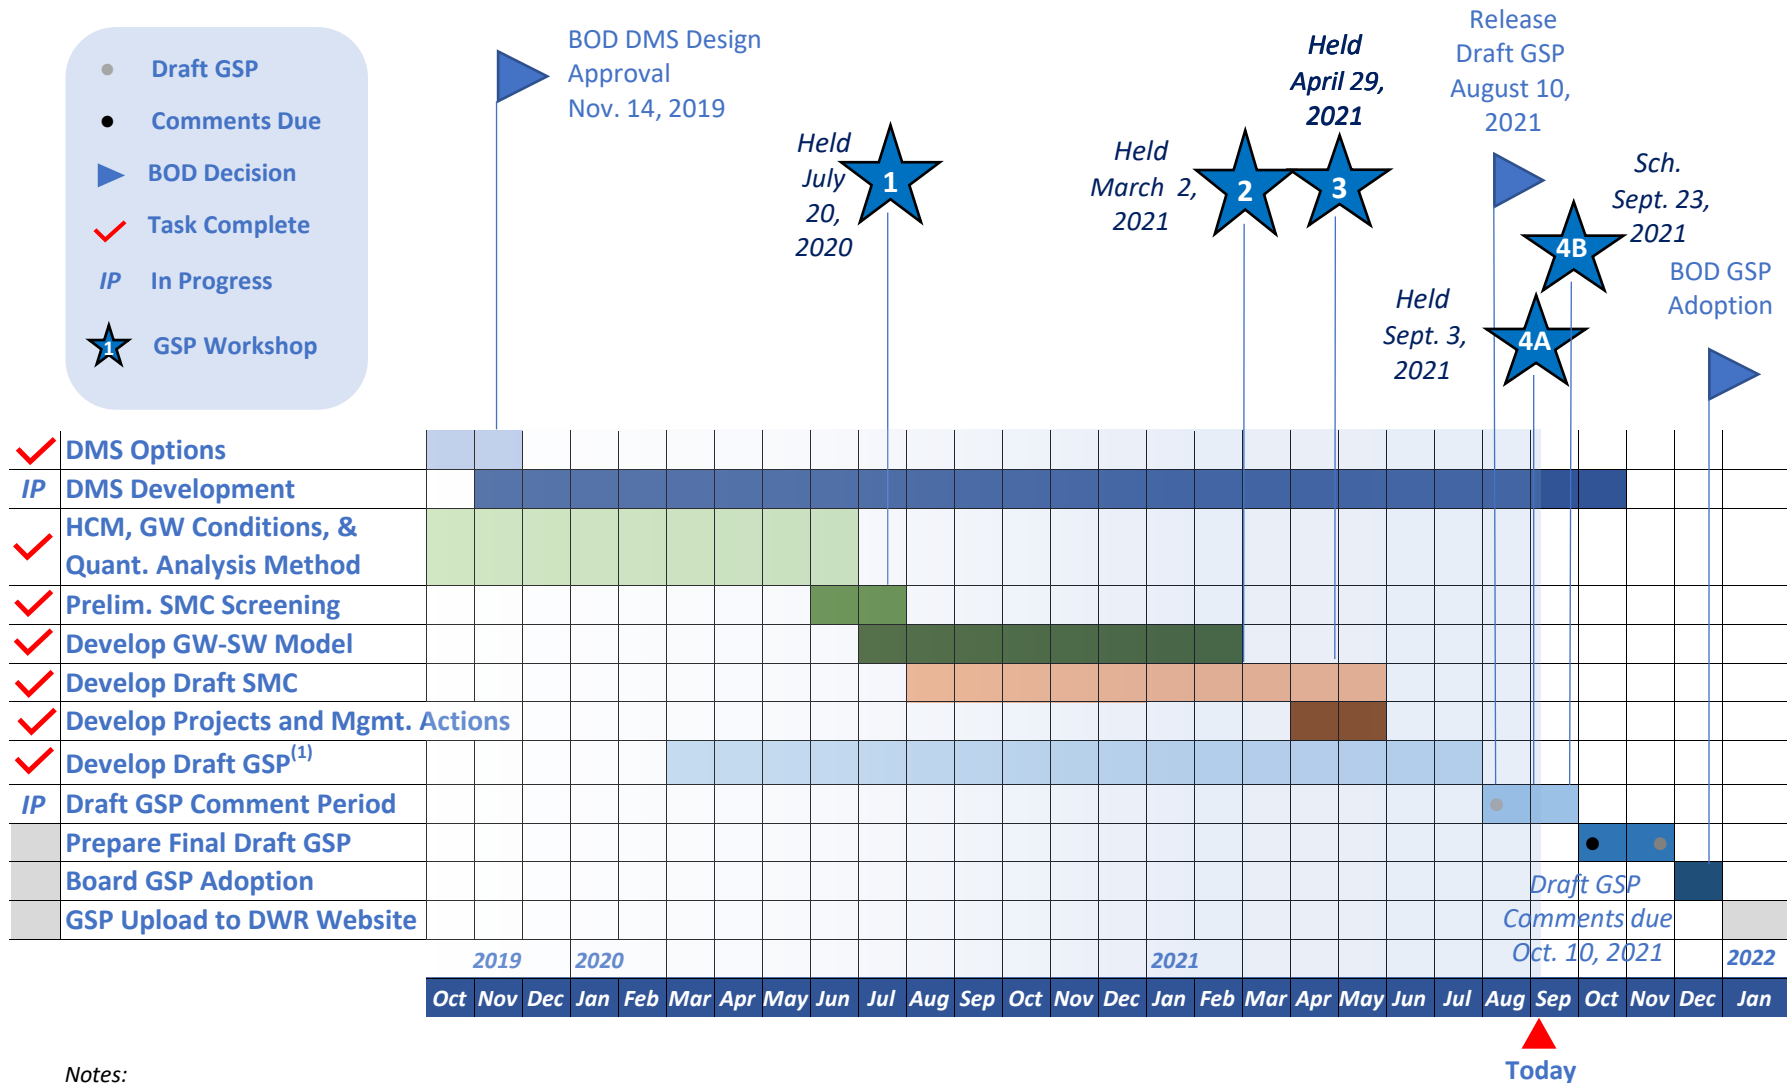 Draft GSP
Comments Due
BOD Decision
Task Complete
IP In Progress
1 GSP Workshop
BOD DMS Design
Approval
Nov. 14, 2019
Held
July
20,
2020
1
Held
March 2,
2021
2
Held
April 29,
2021
3
Release
Draft GSP
August 10,
2021
Sch.
Sept. 23,
2021
4B
Held
Sept. 3,
2021
4A
BOD GSP
Adoption
DMS Options
IP DMS Development
HCM, GW Conditions, &
Quant. Analysis Method
Prelim. SMC Screening
Develop GW-SW Model
Develop Draft SMC
Develop Projects and Mgmt. Actions
Develop Draft GSP(1)
IP Draft GSP Comment Period
Prepare Final Draft GSP
Board GSP Adoption
GSP Upload to DWR Website
Draft GSP
Comments due
Oct. 10, 2021
2019 2020 2021 2022
Oct Nov Dec Jan Feb Mar Apr May Jun Jul Aug Sep Oct Nov Dec Jan Feb Mar Apr May Jun Jul Aug Sep Oct Nov Dec Jan
Today
Notes: